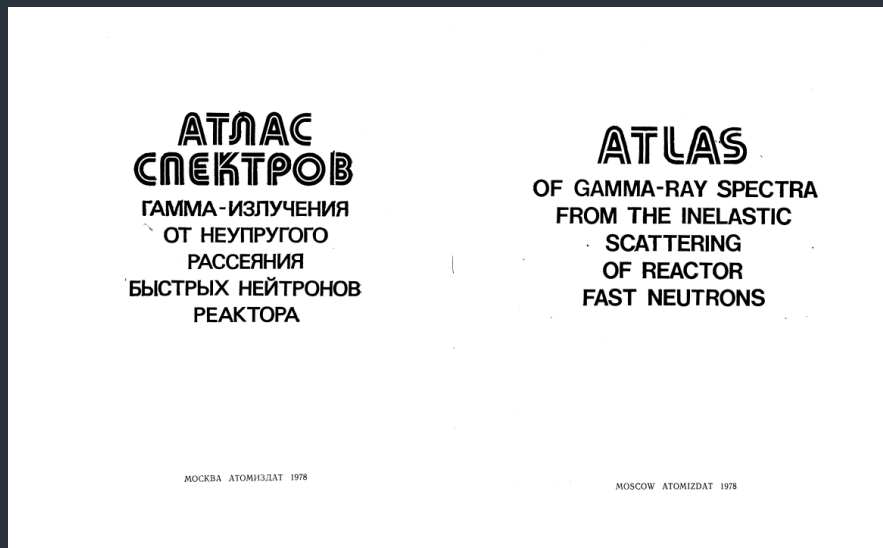 АТЛАС
СПЕКТРОВ
ГАММА-ИЗЛУЧЕНИЯ
ОТ НЕУПРУГОГО
РАССЕЯНИЯ
БЫСТРЫХ НЕЙТРОНОВ
РЕАКТОРА
МОСКВА АТОМИЗДАТ 1978
ATLAS
OF GAMMA-RAY SPECTRA
FROM THE INELASTIC
SCATTERING
OF REACTOR
FAST NEUTRONS
MOSCOW ATOMIZDAT 1978